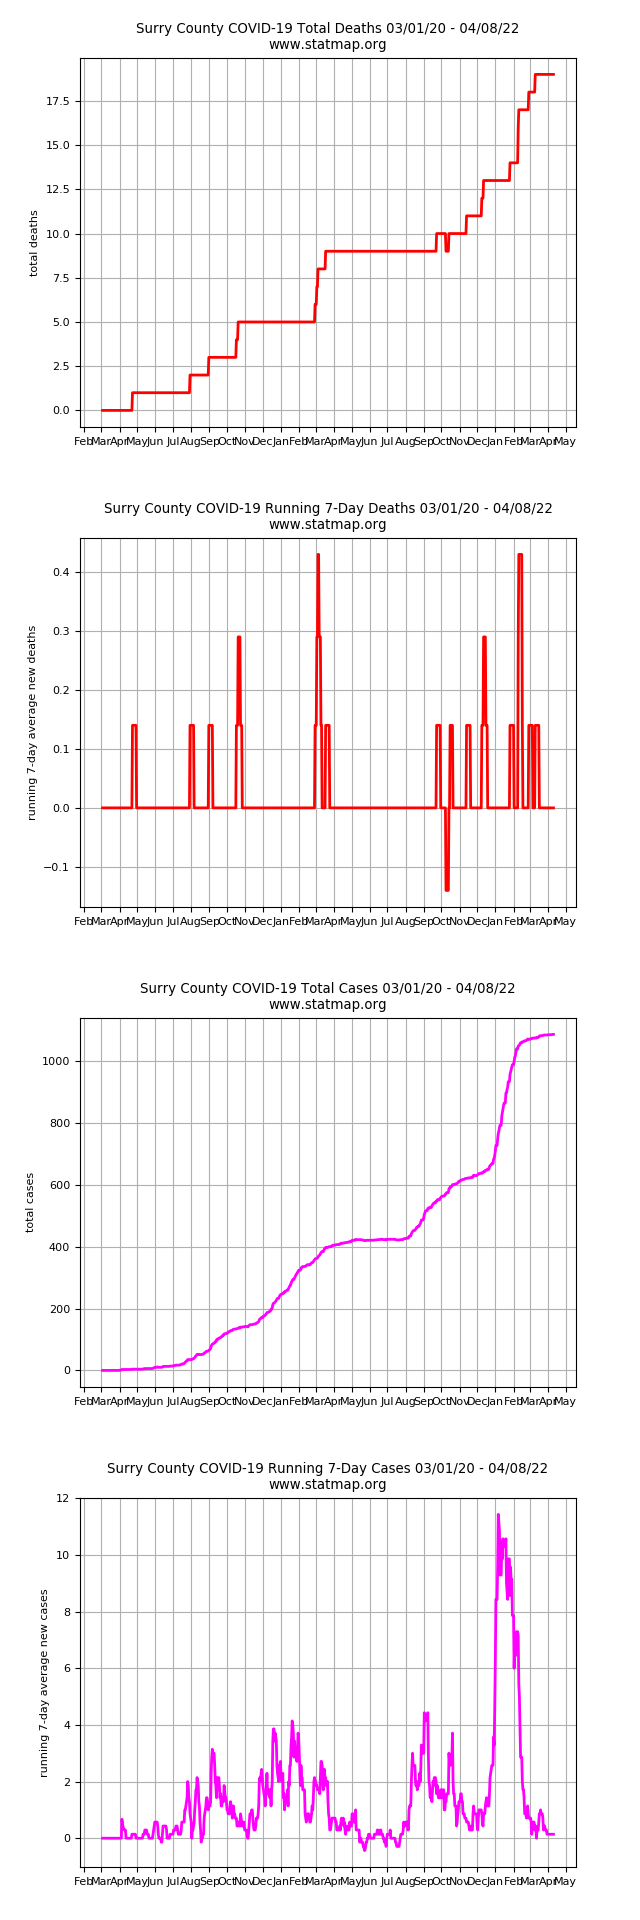 Surry County COVID-19 Total Deaths 03/01/20 - 04/08/22
www.statmap.org
17.5
15.0
12.5
10.0
7.5
5.0
2.5
0.0
total deaths
Feb Mar Apr May Jun Jul Aug Sep Oct Nov Dec Jan Feb Mar Apr May Jun Jul Aug Sep Oct Nov Dec Jan Feb Mar Apr May
Surry County COVID-19 Running 7-Day Deaths 03/01/20 - 04/08/22
www.statmap.org
0.4
0.3
0.2
0.1
0.0
−0.1
running 7-day average new deaths
Feb Mar Apr May Jun Jul Aug Sep Oct Nov Dec Jan Feb Mar Apr May Jun Jul Aug Sep Oct Nov Dec Jan Feb Mar Apr May
Surry County COVID-19 Total Cases 03/01/20 - 04/08/22
www.statmap.org
1000
800
600
400
200
0
total cases
Feb Mar Apr May Jun Jul Aug Sep Oct Nov Dec Jan Feb Mar Apr May Jun Jul Aug Sep Oct Nov Dec Jan Feb Mar Apr May
Surry County COVID-19 Running 7-Day Cases 03/01/20 - 04/08/22
www.statmap.org
12
10
8
6
4
2
0
running 7-day average new cases
Feb Mar Apr May Jun Jul Aug Sep Oct Nov Dec Jan Feb Mar Apr May Jun Jul Aug Sep Oct Nov Dec Jan Feb Mar Apr May